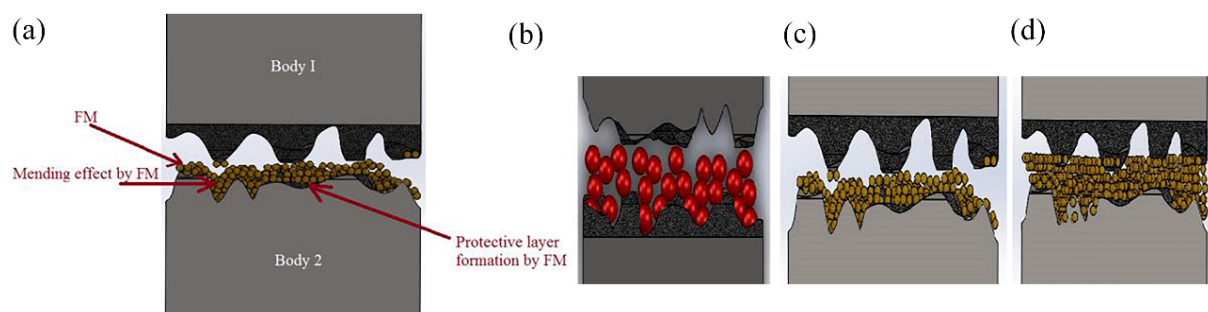 (a)
Body I
FM
Mending effect by FM
Protective layer
formation by FM
Body 2
(b)
(c)
(d)